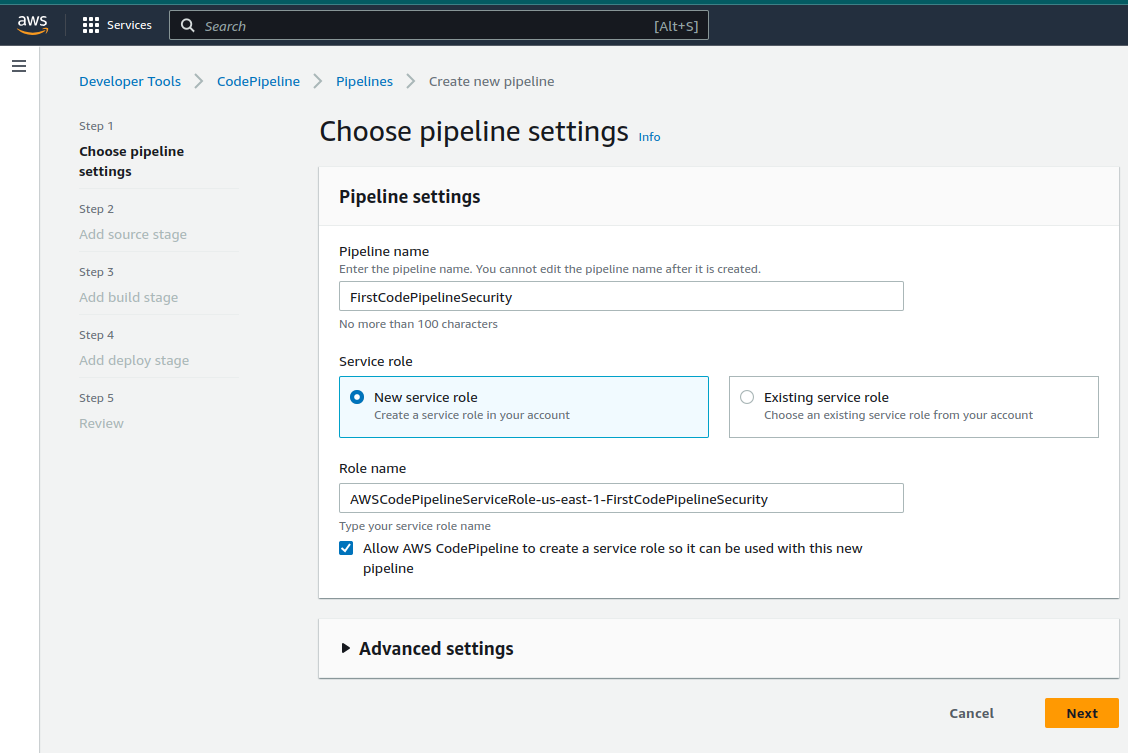 aws
Services
Search
[Alt+S]
Developer Tools
CodePipeline
Pipelines
Create new pipeline
Step 1
Choose pipeline
settings
Step 2
Add source stage
Step 3
Add build stage
Step 4
Add deploy stage
Step 5
Review
Choose pipeline settings
Info
Pipeline settings
Pipeline name
Enter the pipeline name. You cannot edit the pipeline name after it is created.
FirstCodePipelineSecurity
No more than 100 characters
Service role
New service role
Create a service role in your account
Existing service role
Choose an existing service role from your account
Role name
AWSCodePipelineServiceRole-us-east-1-FirstCodePipelineSecurity
Type your service role name
Allow AWS CodePipeline to create a service role so it can be used with this new
pipeline
Advanced settings
Cancel
Next